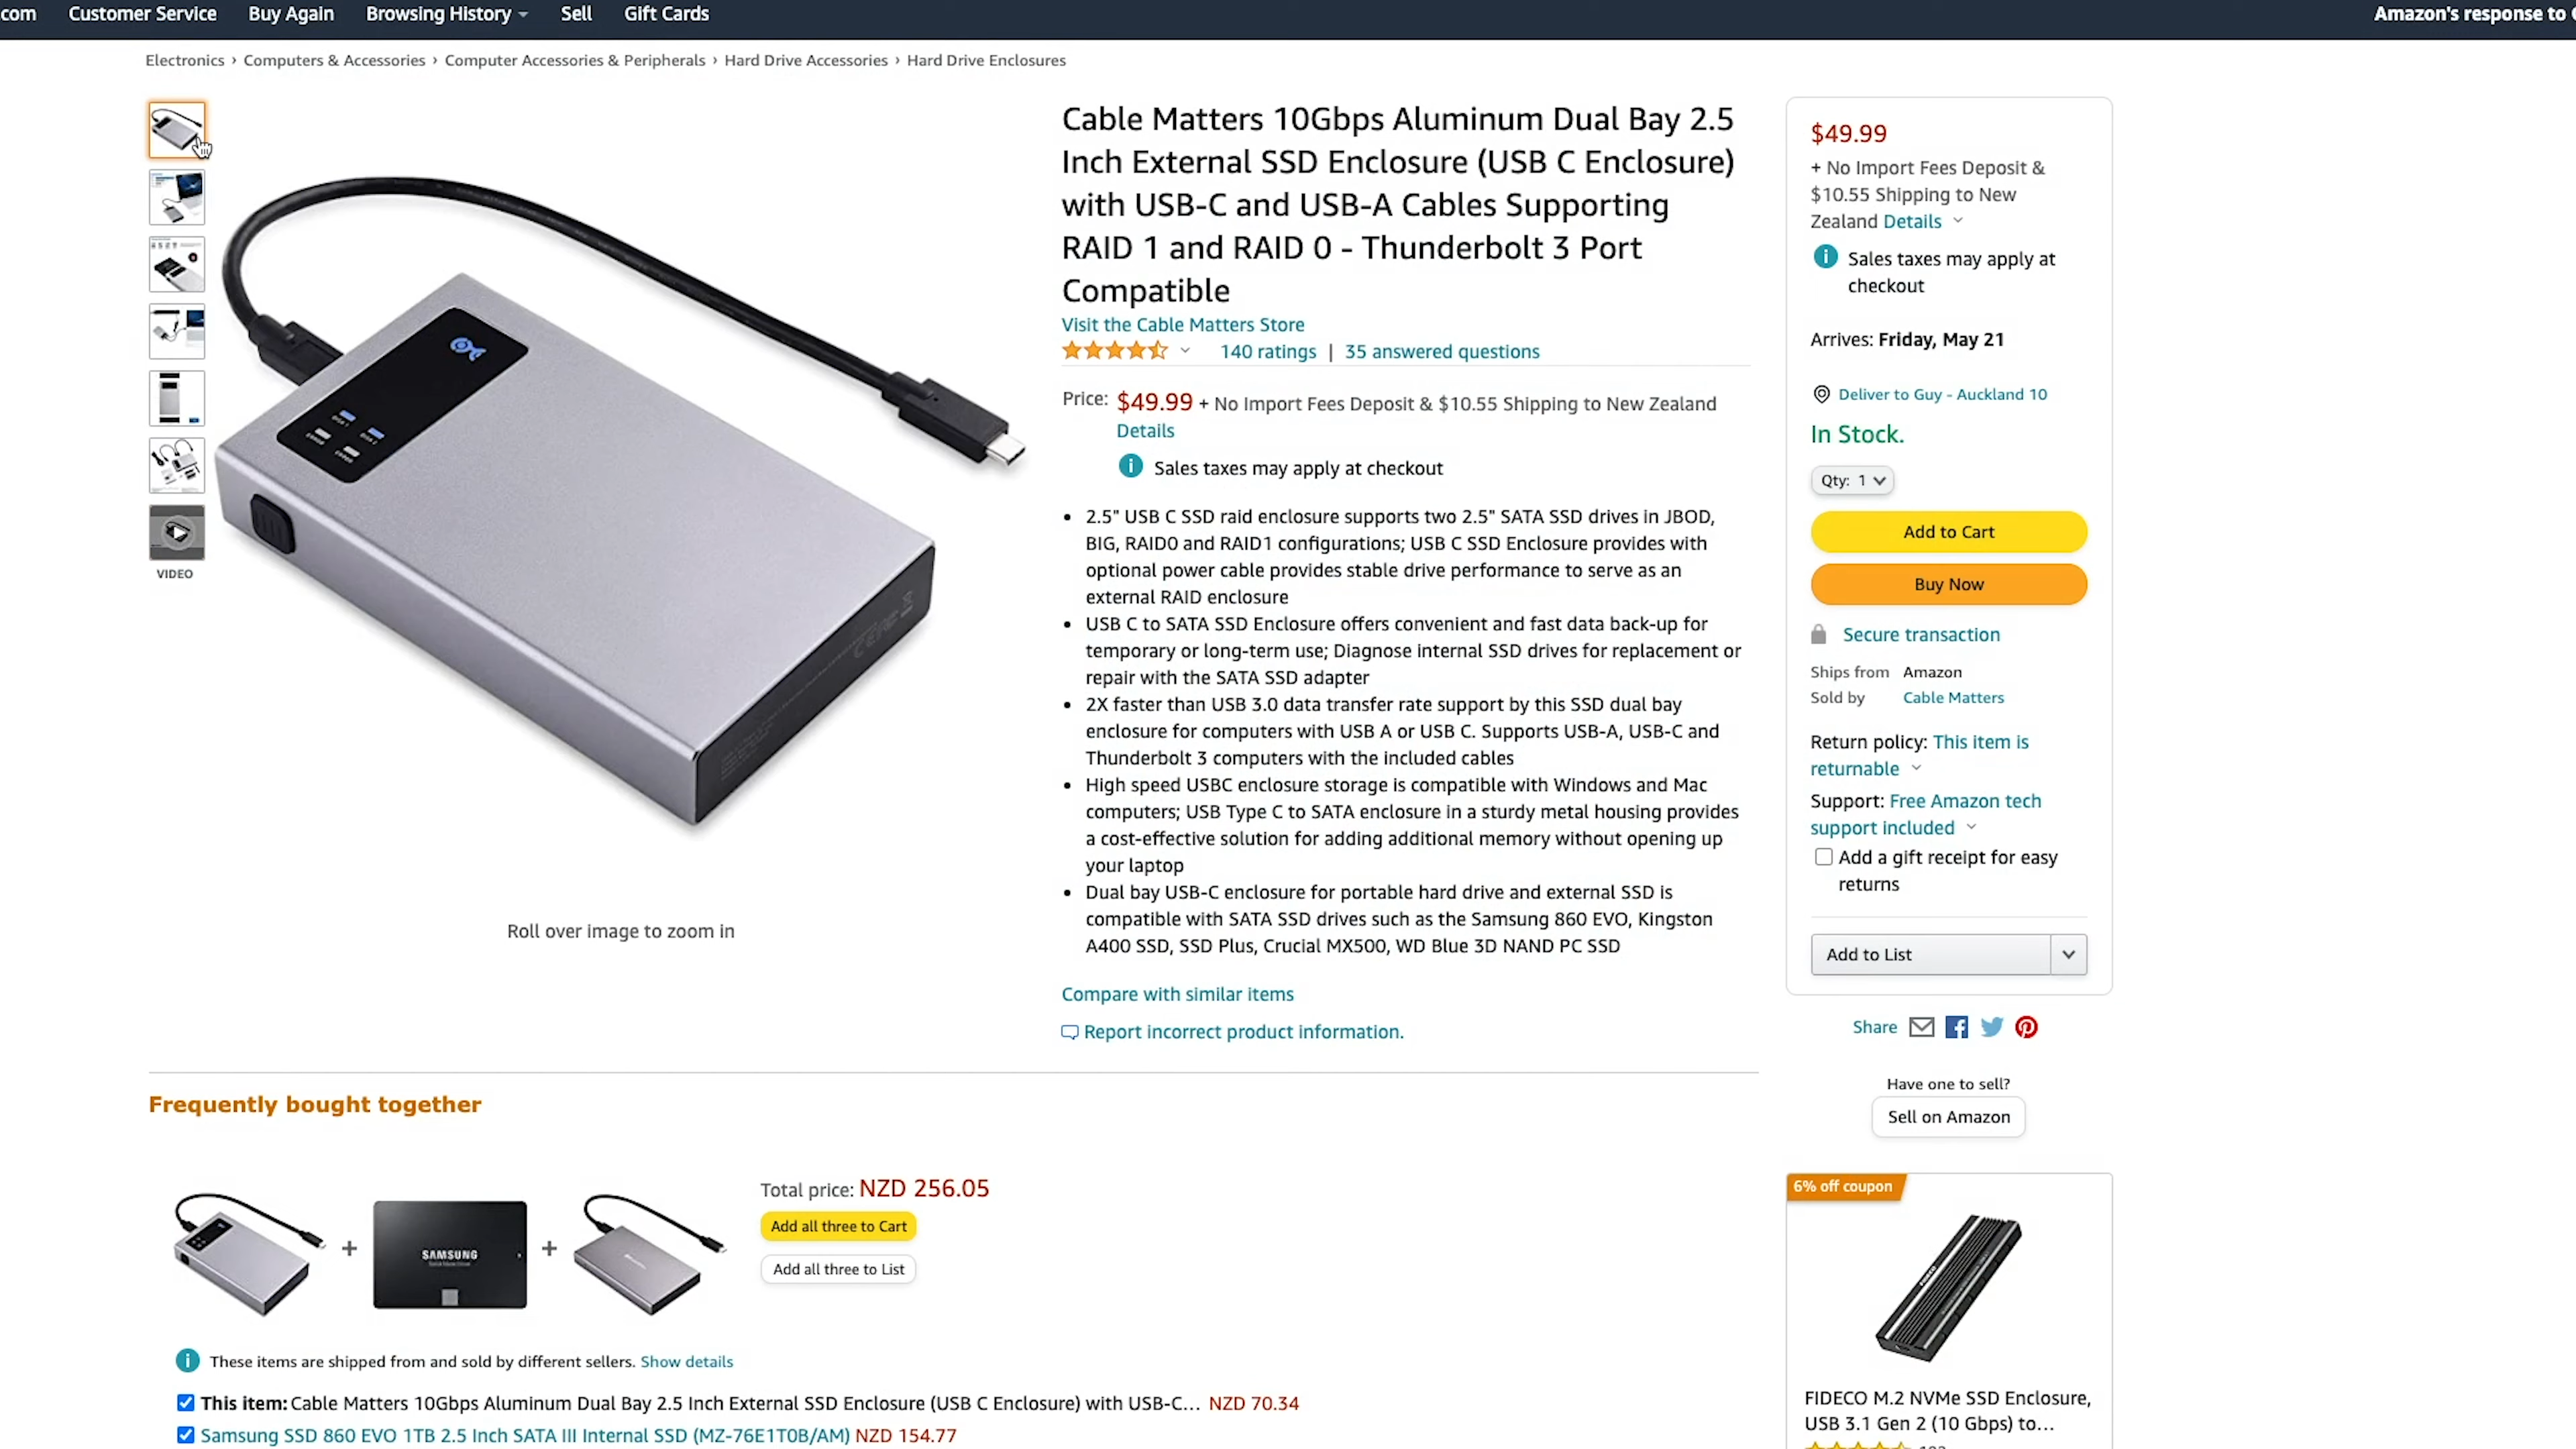 com Customer Service Buy Again Browsing History Sell Gift Cards Amazon's response to
Electronics › Computers & Accessories › Computer Accessories & Peripherals › Hard Drive Accessories › Hard Drive Enclosures
VIDEO
DISK 1
DISK 2
ERROR
ERROR
Roll over image to zoom in
Cable Matters 10Gbps Aluminum Dual Bay 2.5
Inch External SSD Enclosure (USB C Enclosure)
with USB-C and USB-A Cables Supporting
RAID 1 and RAID 0 - Thunderbolt 3 Port
Compatible
Visit the Cable Matters Store
140 ratings | 35 answered questions
Price: $49.99 + No Import Fees Deposit & $10.55 Shipping to New Zealand
Details
Sales taxes may apply at checkout
• 2.5" USB C SSD raid enclosure supports two 2.5" SATA SSD drives in JBOD,
BIG, RAID0 and RAID1 configurations; USB C SSD Enclosure provides with
optional power cable provides stable drive performance to serve as an
external RAID enclosure
• USB C to SATA SSD Enclosure offers convenient and fast data back-up for
temporary or long-term use; Diagnose internal SSD drives for replacement or
repair with the SATA SSD adapter
• 2X faster than USB 3.0 data transfer rate support by this SSD dual bay
enclosure for computers with USB A or USB C. Supports USB-A, USB-C and
Thunderbolt 3 computers with the included cables
• High speed USBC enclosure storage is compatible with Windows and Mac
computers; USB Type C to SATA enclosure in a sturdy metal housing provides
a cost-effective solution for adding additional memory without opening up
your laptop
• Dual bay USB-C enclosure for portable hard drive and external SSD is
compatible with SATA SSD drives such as the Samsung 860 EVO, Kingston
A400 SSD, SSD Plus, Crucial MX500, WD Blue 3D NAND PC SSD
Compare with similar items
Report incorrect product information.
$49.99
+ No Import Fees Deposit &
$10.55 Shipping to New
Zealand Details
Sales taxes may apply at
checkout
Arrives: Friday, May 21
Deliver to Guy - Auckland 10
In Stock.
Qty: 1
Add to Cart
Buy Now
Secure transaction
Ships from Amazon
Sold by Cable Matters
Return policy: This item is
returnable
Support: Free Amazon tech
support included
Add a gift receipt for easy
returns
Add to List
Share
Have one to sell?
Sell on Amazon
Frequently bought together
SAMSUNG
Total price: NZD 256.05
Add all three to Cart
Add all three to List
These items are shipped from and sold by different sellers. Show details
This item: Cable Matters 10Gbps Aluminum Dual Bay 2.5 Inch External SSD Enclosure (USB C Enclosure) with USB-C... NZD 70.34
Samsung SSD 860 EVO 1TB 2.5 Inch SATA III Internal SSD (MZ-76E1T0B/AM) NZD 154.77
6% off coupon
FIDECO M.2 NVMe SSD Enclosure,
USB 3.1 Gen 2 (10 Gbps) to...